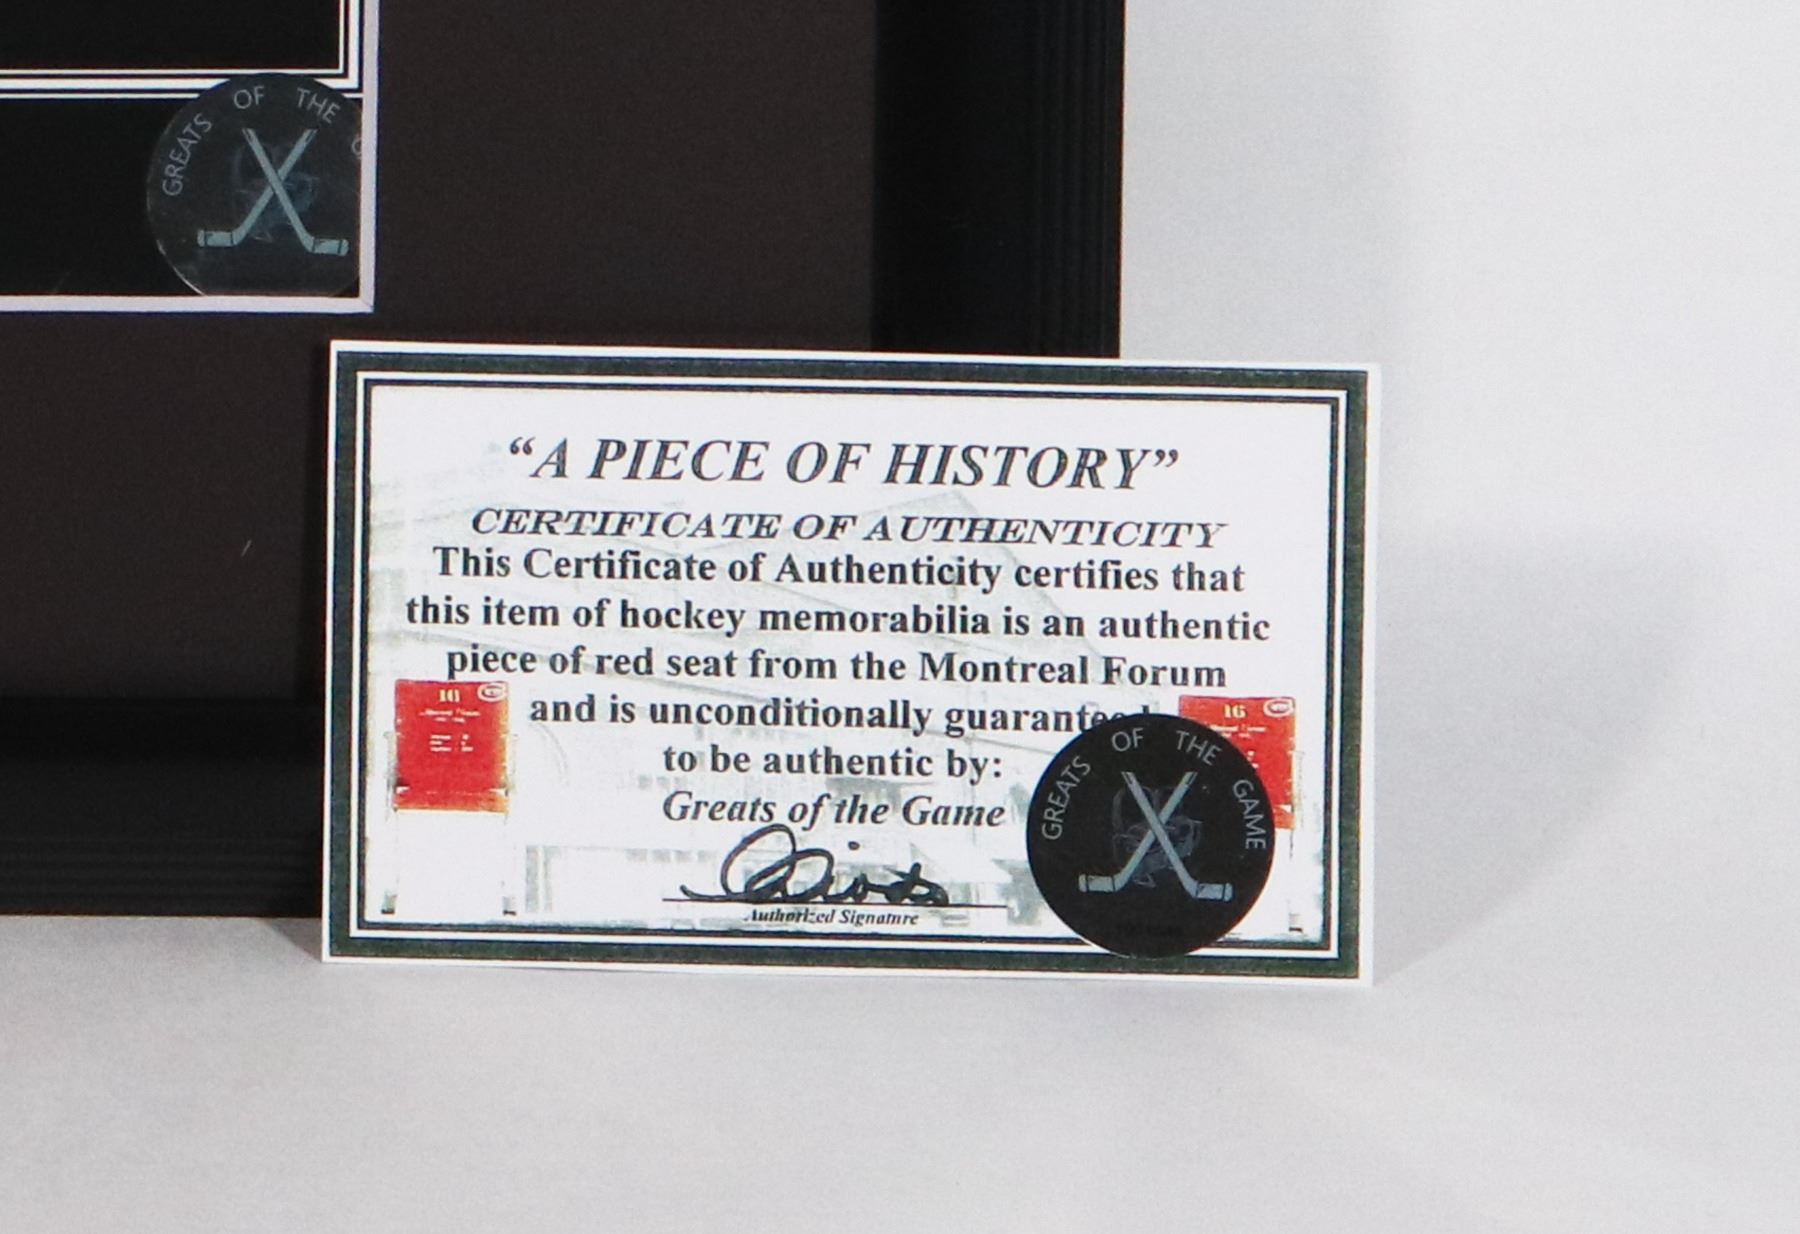 GREATS OF THE
"A PIECE OF HISTORY"
CERTIFICATE OF AUTHENTICITY
This Certificate of Authenticity certifies that
this item of hockey memorabilia is an authentic
piece of red seat from the Montreal Forum
and is unconditionally guaranteed
to be authentic by:
Greats of the Game
Authorized Signature
16
GREATS OF THE GAME